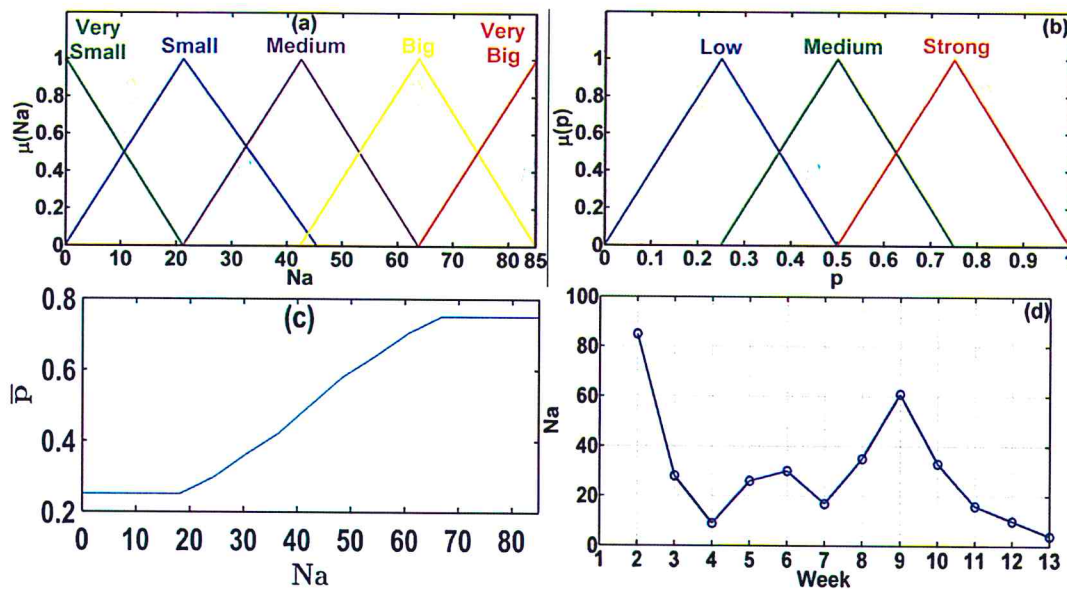 (a)
Very
Small
Small
Medium
Big
Very
Big
1
0.8
0.6
0.4
0.2
0
μ(Na)
0 10 20 30 40 50 60 70 80 85
Na
(b)
Low
Medium
Strong
1
0.8
0.6
0.4
0.2
0
μ(p)
0 0.1 0.2 0.3 0.4 0.5 0.6 0.7 0.8 0.9 1
p
(c)
0.8
0.6
0.4
0.2
p̅
0 10 20 30 40 50 60 70 80
Na
(d)
100
80
60
40
20
0
Na
1 2 3 4 5 6 7 8 9 10 11 12 13
Week